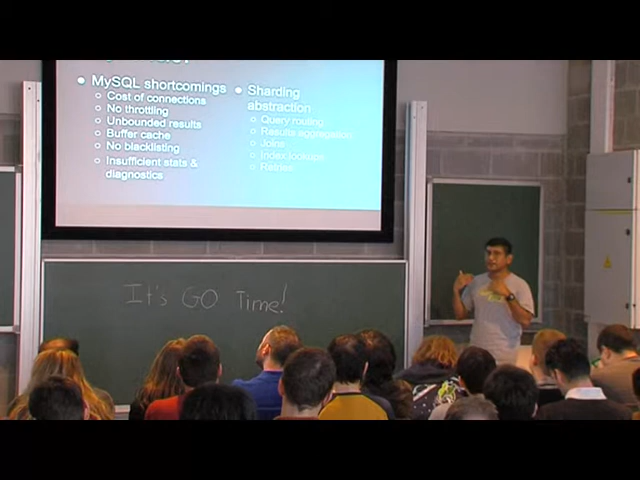 MySQL shortcomings
Cost of connections
No throttling
Unbounded results
Buffer cache
No blacklisting
Insufficient stats &
diagnostics
Sharding
abstraction
Query routing
Results aggregation
Joins
Index lookups
Retries
It's GO Time!